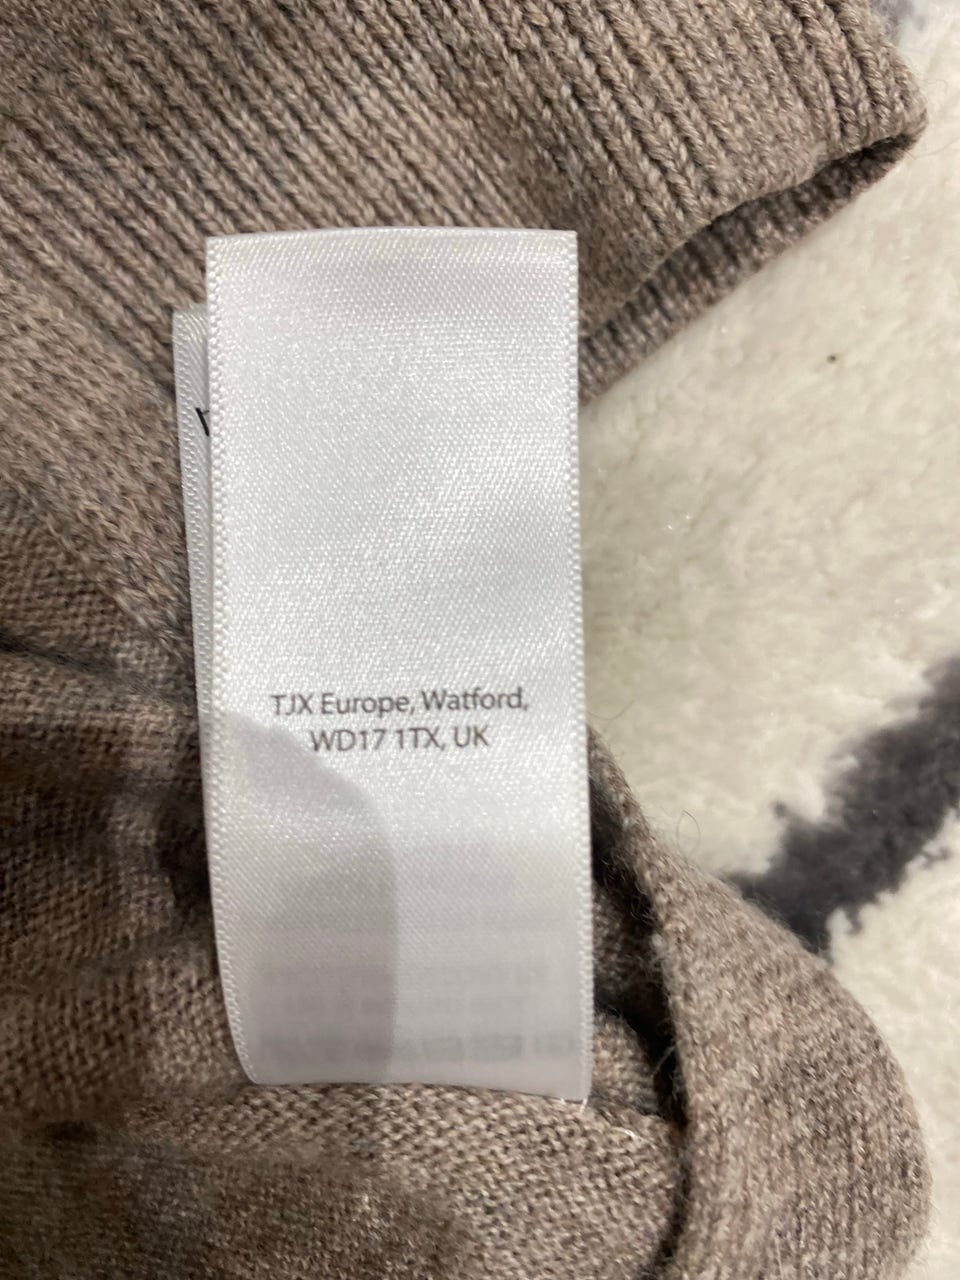 TJX Europe, Watford,
WD17 1TX, UK